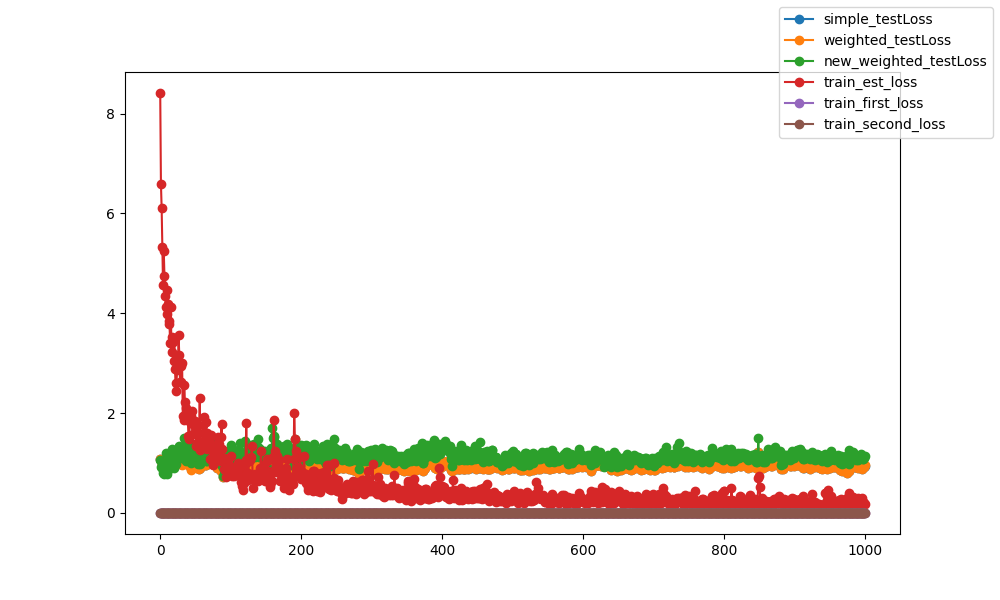 simple_testLoss
weighted_testLoss
new_weighted_testLoss
train_est_loss
train_first_loss
train_second_loss
8
6
4
2
0
0 200 400 600 800 1000